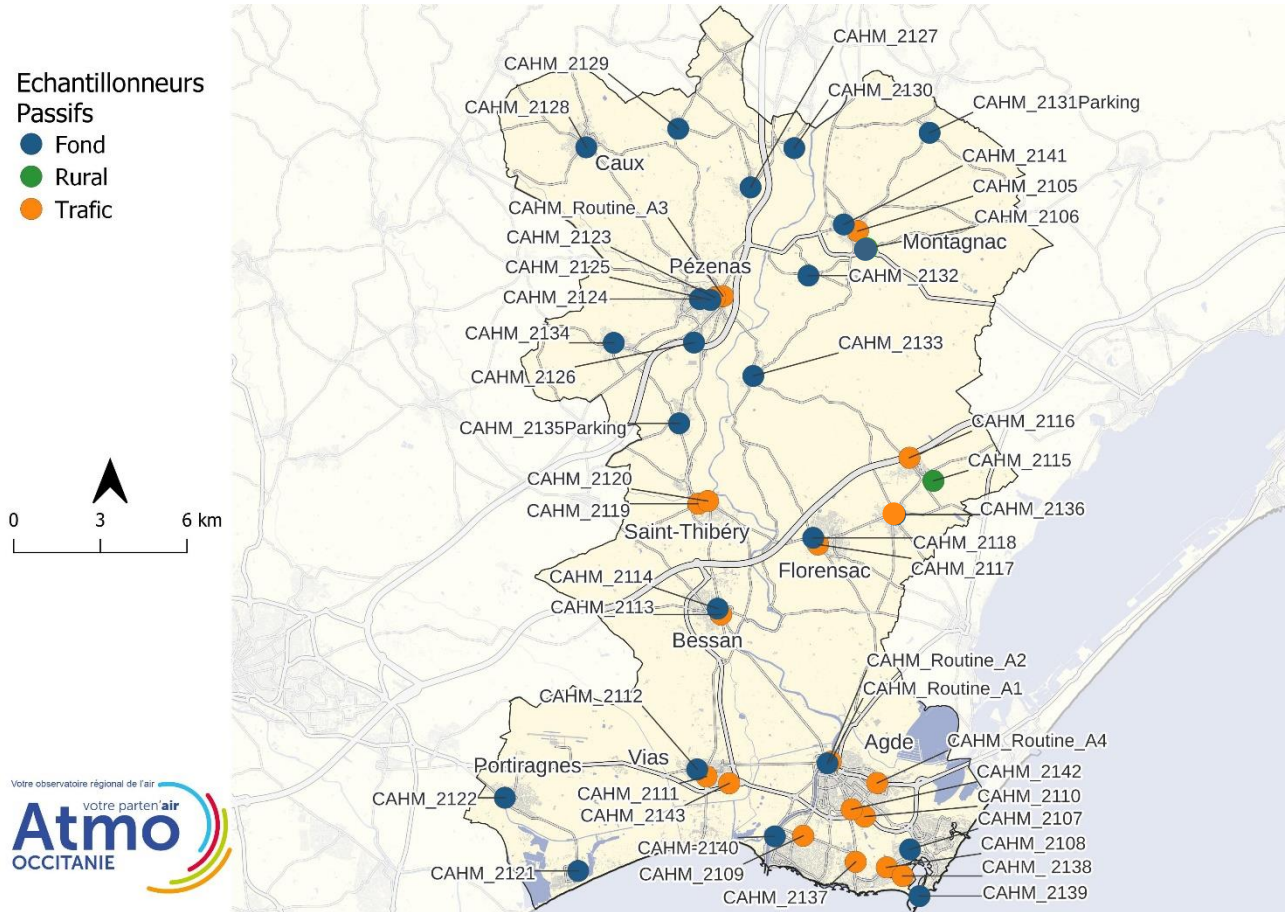 Echantillonneurs
Passifs
Fond
Rural
Trafic
0 3 6 km
Votre observatoire régional de l'air
votre parten'air
Atmo
OCCITANIE
CAHM_2127
CAHM_2129
CAHM_2130
CAHM_2128
CAHM_2131Parking
Caux
CAHM_2141
CAHM_2105
CAHM_Routine_A3
CAHM_2106
CAHM_2123
Montagnac
Pézenas
CAHM_2125
CAHM_2132
CAHM_2124
CAHM_2134
CAHM_2133
CAHM_2126
CAHM_2116
CAHM_2135Parking
CAHM_2115
CAHM_2120
CAHM_2119
CAHM_2136
Saint-Thibéry
CAHM_2118
Florensac
CAHM_2117
CAHM_2114
CAHM_2113
Bessan
CAHM_Routine_A2
CAHM_Routine_A1
CAHM_2112
Agde
CAHM_Routine_A4
Vias
Portiragnes
CAHM_2142
CAHM_2111
CAHM_2110
CAHM_2122
CAHM_2143
CAHM_2107
CAHM_2140
CAHM_2108
CAHM_2121
CAHM_2109
CAHM_ 2138
CAHM_2137
CAHM_2139